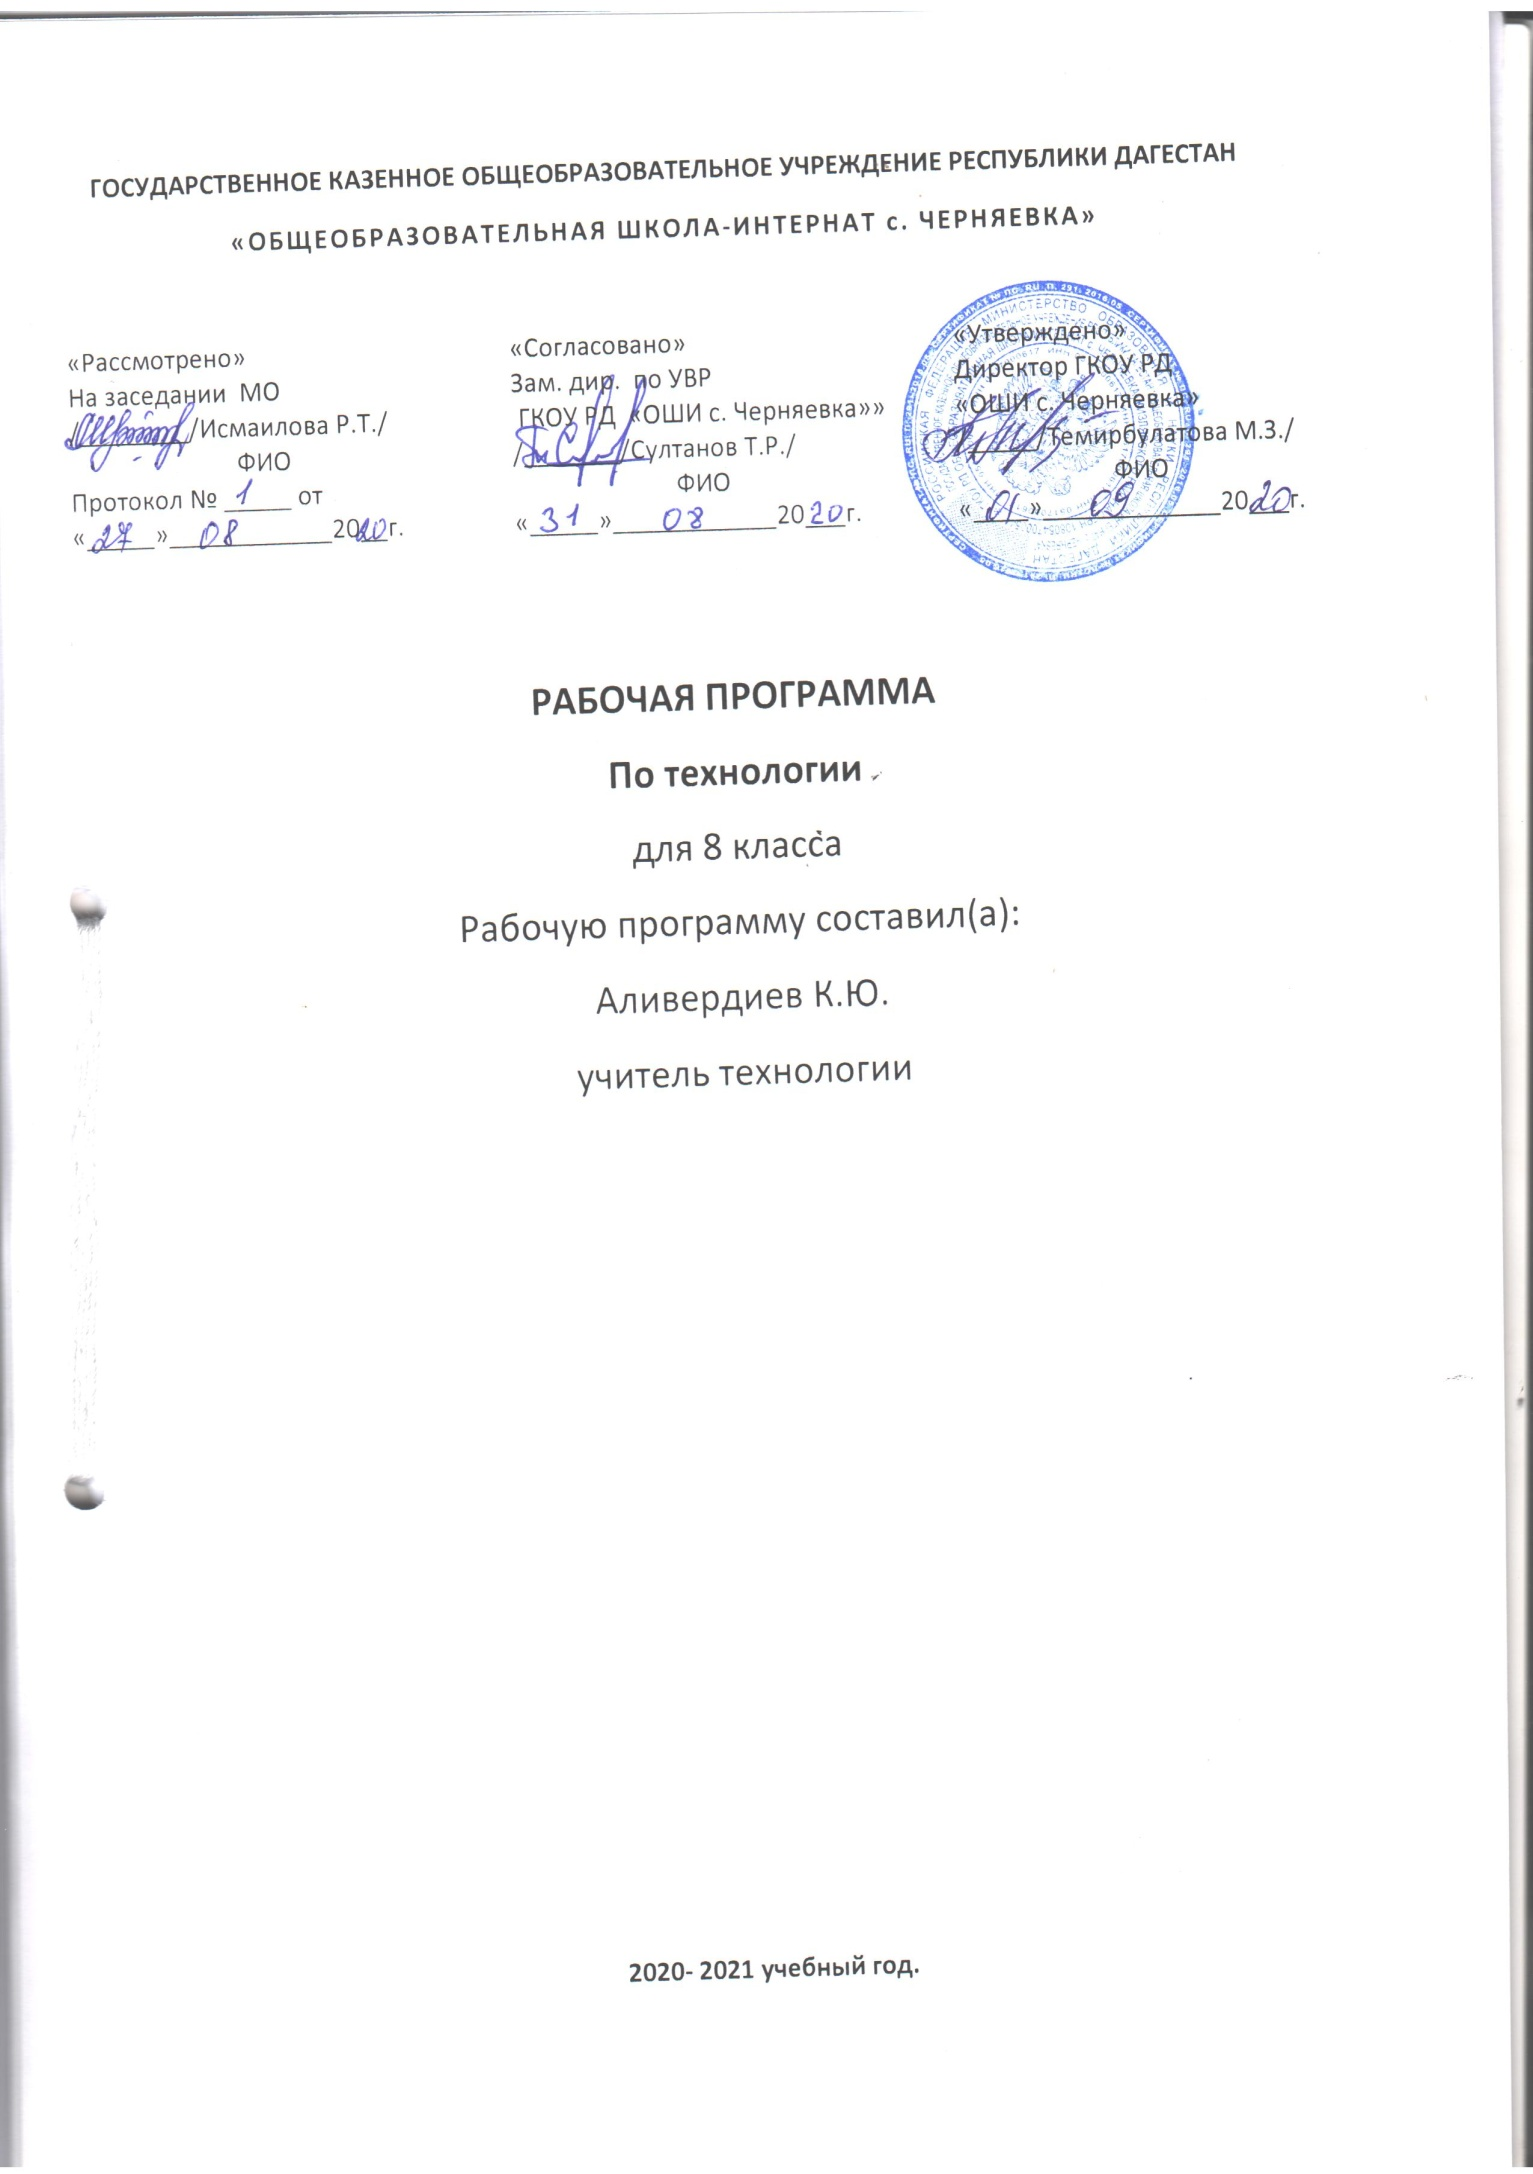 ГОСУДАРСТВЕННОЕ КАЗЕННОЕ ОБЩЕОБРАЗОВАТЕЛЬНОЕ УЧРЕЖДЕНИЕ РЕСПУБЛИКИ ДАГЕСТАН
«ОБЩЕОБРАЗОВАТЕЛЬНАЯ ШКОЛА-ИНТЕРНАТ с. ЧЕРНЯЕВКА»
«Рассмотрено»
На заседании МО
/________/Исмаилова Р.Т./
ФИО
Протокол № 1 от
«27» 08 2020г.
«Согласовано»
Зам. дир. по УВР
ГКОУ РД «ОШИ с. Черняевка»»
/________/Султанов Т.Р./
ФИО
«31» 08 2020г.
«Утверждено»
Директор ГКОУ РД
«ОШИ с. Черняевка»
________/Темирбулатова М.З./
ФИО
«01» 09 2020г.
РАБОЧАЯ ПРОГРАММА
По технологии
для 8 класса
Рабочую программу составил(а):
Аливердиев К.Ю.
учитель технологии
2020- 2021 учебный год.